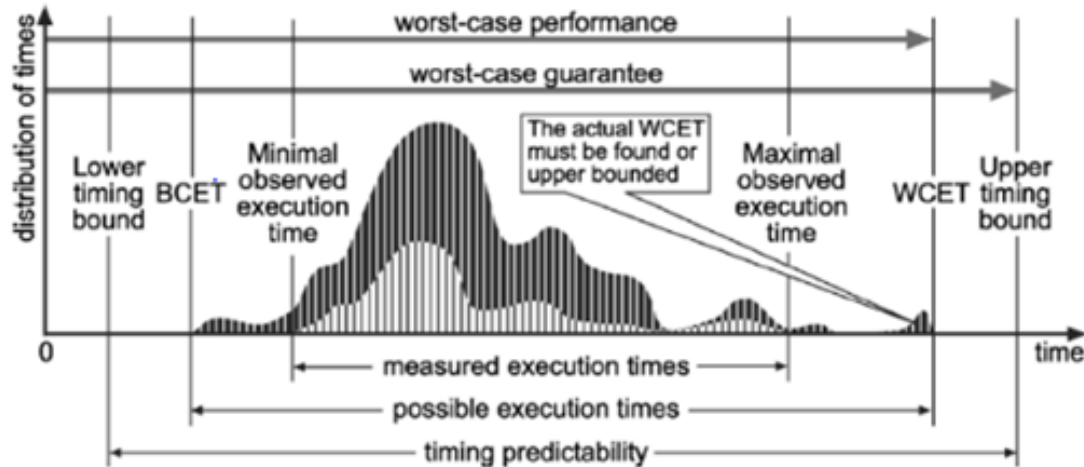 worst-case performance
worst-case guarantee
distribution of times
Lower
timing
bound
BCET
Minimal
observed
execution
time
The actual WCET
must be found or
upper bounded
Maximal
observed
execution
time
WCET
Upper
timing
bound
0
time
measured execution times
possible execution times
timing predictability